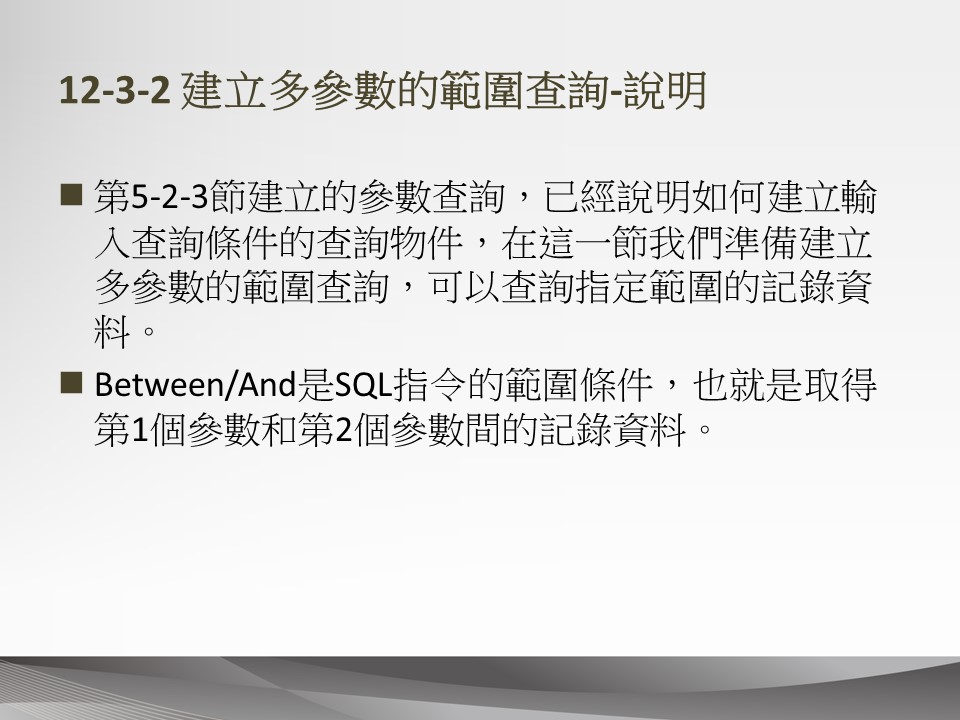 12-3-2 建立多參數的範圍查詢-說明
第5-2-3節建立的參數查詢，已經說明如何建立輸
入查詢條件的查詢物件，在這一節我們準備建立
多參數的範圍查詢，可以查詢指定範圍的記錄資
料。
Between/And是SQL指令的範圍條件，也就是取得
第1個參數和第2個參數間的記錄資料。